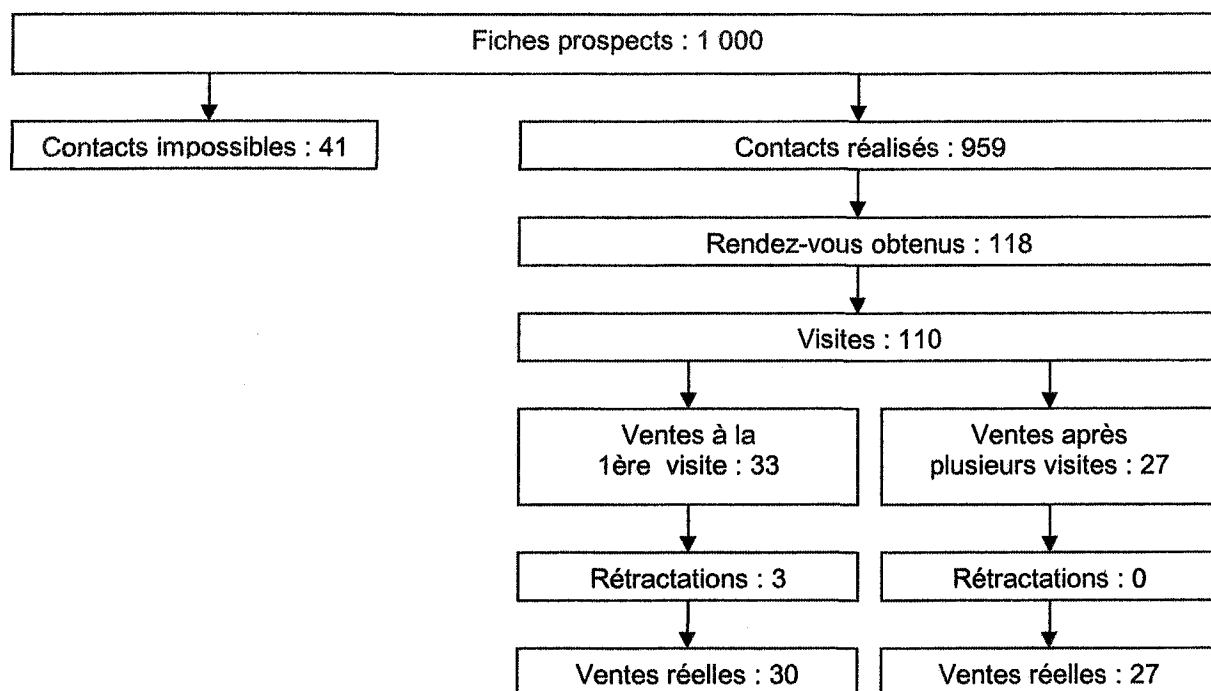 Fiches prospects : 1 000
Contacts impossibles : 41
Contacts réalisés : 959
Rendez-vous obtenus : 118
Visites : 110
Ventes à la
1ère visite : 33
Ventes après
plusieurs visites : 27
Rétractations : 3
Rétractations : 0
Ventes réelles : 30
Ventes réelles : 27